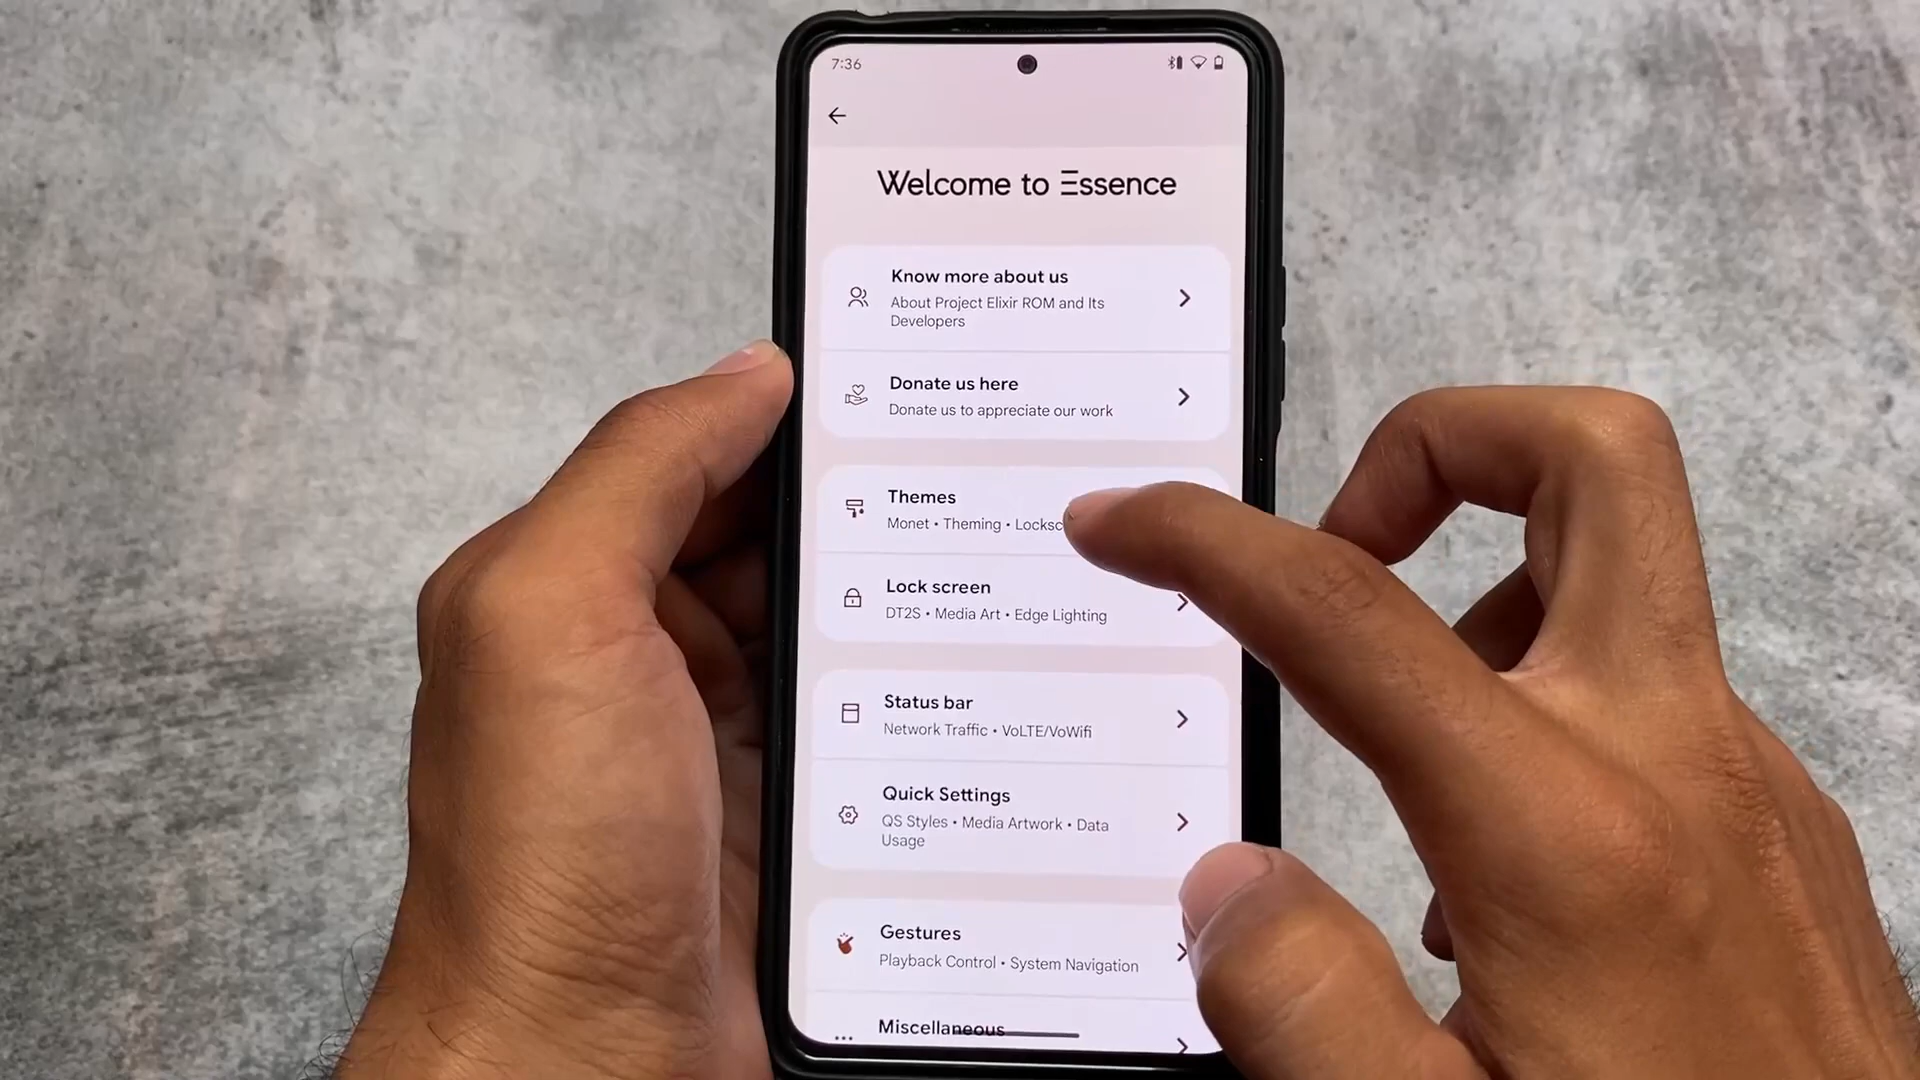 7:36
Welcome to Essence
Know more about us
About Project Elixir ROM and Its
Developers
Donate us here
Donate us to appreciate our work
Themes
Monet • Theming •
Lock screen
DT2S • Media Art • Edge Lighting
Status bar
Network Traffic • VoLTE/VoWifi
Quick Settings
QS Styles • Media Artwork • Data
Usage
Gestures
Playback Control • System Navigation
Miscellaneous